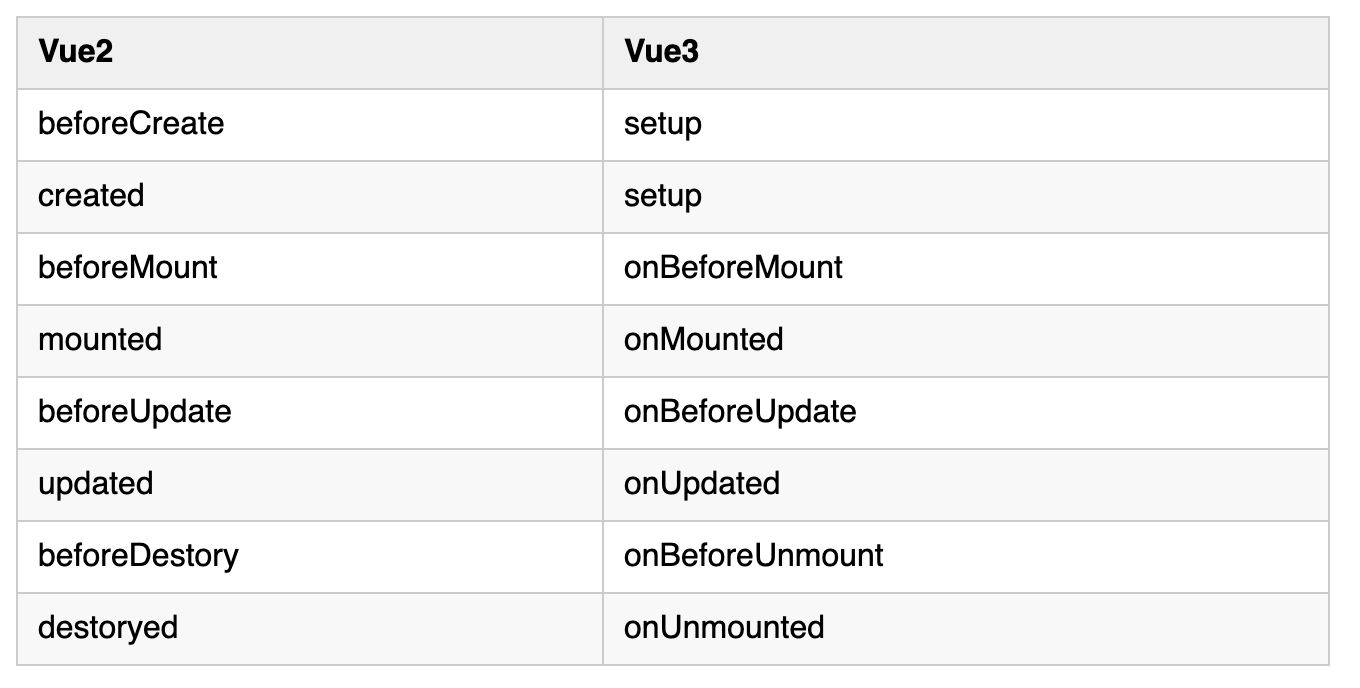 Vue2 Vue3
beforeCreate setup
created setup
beforeMount onBeforeMount
mounted onMounted
beforeUpdate onBeforeUpdate
updated onUpdated
beforeDestory onBeforeUnmount
destoryed onUnmounted